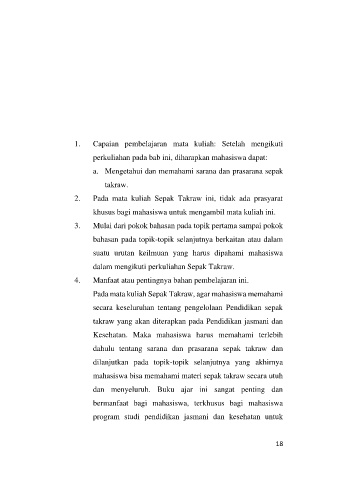 1. Capaian pembelajaran mata kuliah: Setelah mengikuti
perkuliahan pada bab ini, diharapkan mahasiswa dapat:
a. Mengetahui dan memahami sarana dan prasarana sepak
takraw.
2. Pada mata kuliah Sepak Takraw ini, tidak ada prasyarat
khusus bagi mahasiswa untuk mengambil mata kuliah ini.
3. Mulai dari pokok bahasan pada topik pertama sampai pokok
bahasan pada topik-topik selanjutnya berkaitan atau dalam
suatu urutan keilmuan yang harus dipahami mahasiswa
dalam mengikuti perkuliahan Sepak Takraw.
4. Manfaat atau pentingnya bahan pembelajaran ini.
Pada mata kuliah Sepak Takraw, agar mahasiswa memahami
secara keseluruhan tentang pengelolaan Pendidikan sepak
takraw yang akan diterapkan pada Pendidikan jasmani dan
Kesehatan. Maka mahasiswa harus memahami terlebih
dahulu tentang sarana dan prasarana sepak takraw dan
dilanjutkan pada topik-topik selanjutnya yang akhirnya
mahasiswa bisa memahami materi sepak takraw secara utuh
dan menyeluruh. Buku ajar ini sangat penting dan
bermanfaat bagi mahasiswa, terkhusus bagi mahasiswa
program studi pendidikan jasmani dan kesehatan untuk
18